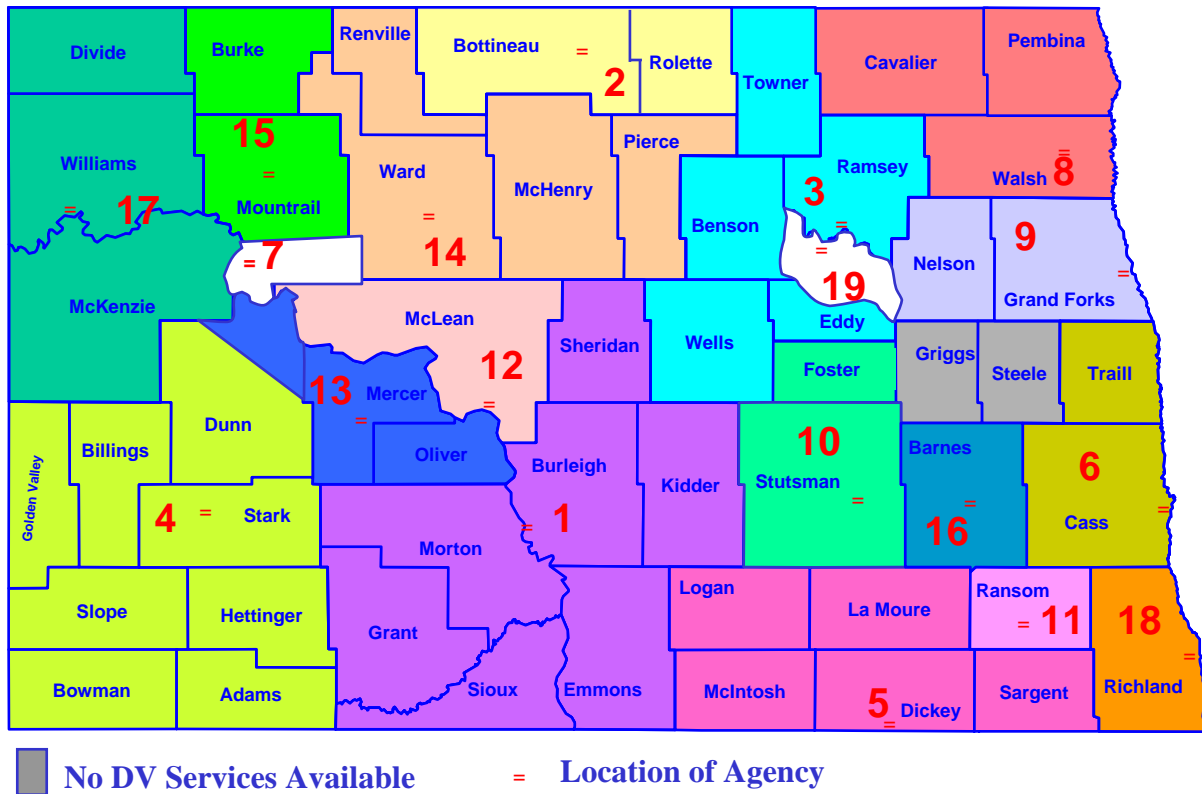 Divide
Burke
Renville
Bottineau
=
2
Rolette
Towner
Cavalier
Pembina
Williams
=
17
15
=
Mountrail
Ward
=
14
McHenry
Pierce
Benson
3
Ramsey
=
=
19
Walsh
=
8
Nelson
9
=
Grand Forks
= 7
McKenzie
McLean
12
=
Sheridan
Wells
Eddy
Foster
Griggs
Steele
Traill
13
Mercer
=
Oliver
Dunn
Billings
Golden Valley
4
=
Stark
Burleigh
=
1
Kidder
10
Stutsman
=
Barnes
=
16
6
=
Cass
Morton
Slope
Hettinger
Grant
Logan
La Moure
Ransom
=
11
18
=
Richland
Bowman
Adams
Sioux
Emmons
McIntosh
5
=
Dickey
Sargent
No DV Services Available
= Location of Agency